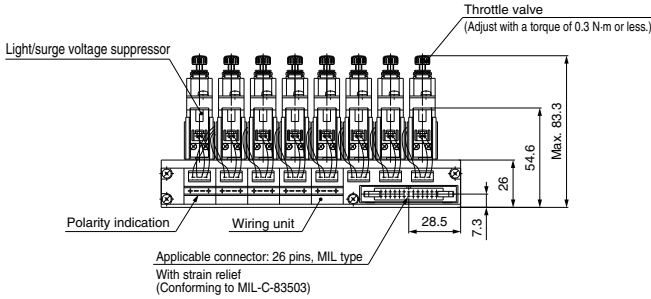 Throttle valve
(Adjust with a torque of 0.3 N·m or less.)
Light/surge voltage suppressor
Max. 83.3
54.6
26
7.3
28.5
Polarity indication
Wiring unit
Applicable connector: 26 pins, MIL type
With strain relief
(Conforming to MIL-C-83503)